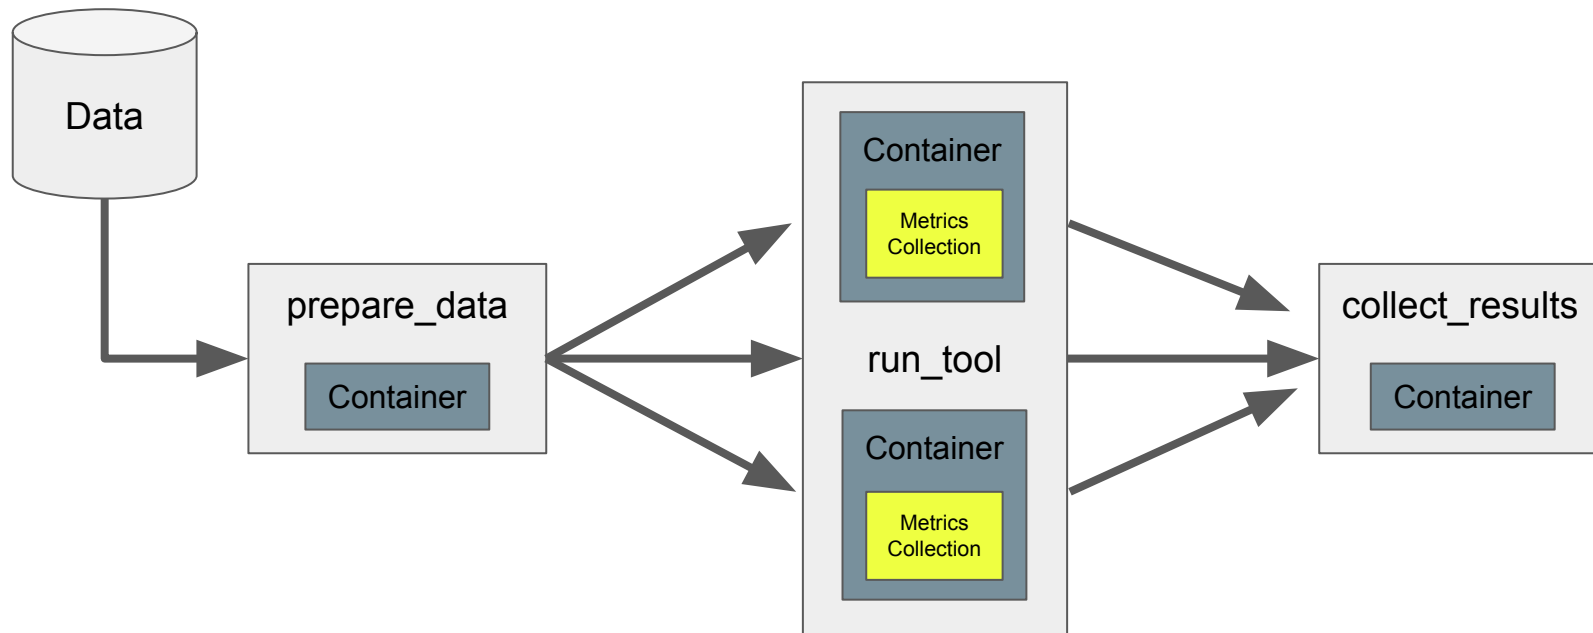 Data
prepare_data
Container
Container
Metrics
Collection
run_tool
Container
Metrics
Collection
collect_results
Container